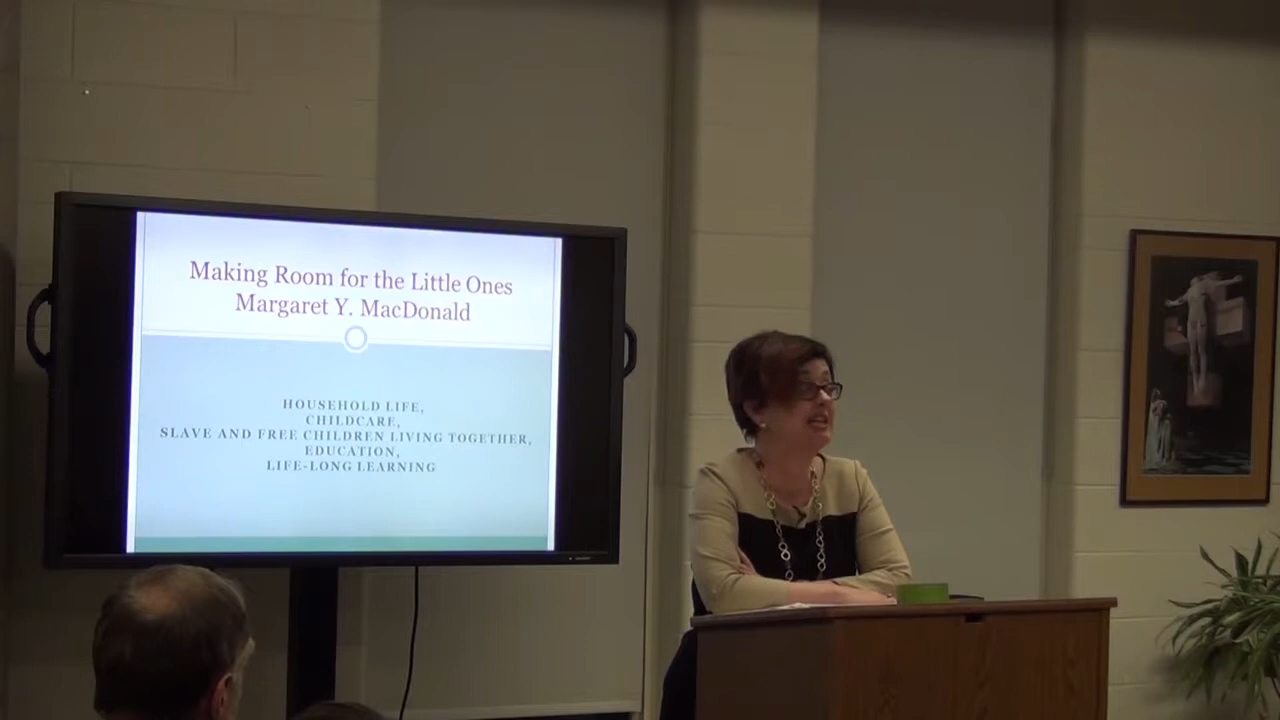 Making Room for the Little Ones
Margaret Y. MacDonald
HOUSEHOLD LIFE,
CHILDCARE,
SLAVE AND FREE CHILDREN LIVING TOGETHER,
EDUCATION,
LIFE-LONG LEARNING